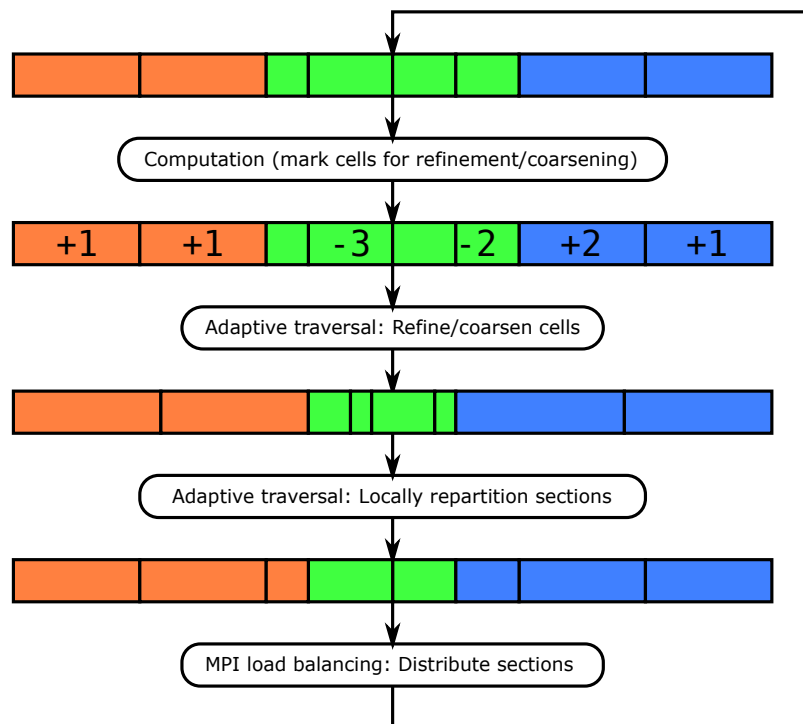 Computation (mark cells for refinement/coarsening)
+1 +1 -3 -2 +2 +1
Adaptive traversal: Refine/coarsen cells
Adaptive traversal: Locally repartition sections
MPI load balancing: Distribute sections